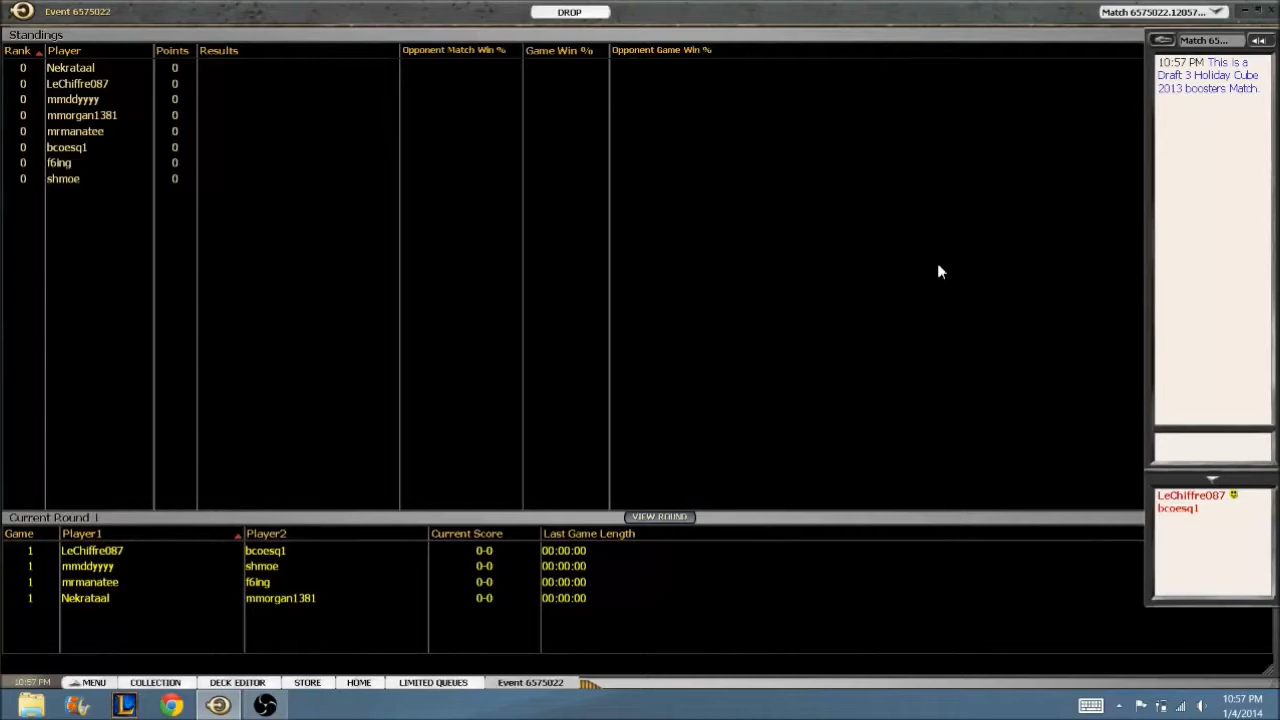 Event 6575022 DROP Match 6575022.12057...
Standings
Match 65...
Rank Player Points Results Opponent Match Win % Game Win % Opponent Game Win %
0 Nekrataal 0
0 LeChiffre087 0
0 mmddyyyy 0
0 mmorgan1381 0
0 mrmanatee 0
0 bcoesq1 0
0 f6ing 0
0 shmoe 0
10:57 PM This is a
Draft 3 Holiday Cube
2013 boosters Match.
LeChiffre087
bcoesq1
Current Round 1 VIEW ROUND
Game Player1 Player2 Current Score Last Game Length
1 LeChiffre087 bcoesq1 0-0 00:00:00
1 mmddyyyy shmoe 0-0 00:00:00
1 mrmanatee f6ing 0-0 00:00:00
1 Nekrataal mmorgan1381 0-0 00:00:00
10:57 PM MENU COLLECTION DECK EDITOR STORE HOME LIMITED QUEUES Event 6575022
L
10:57 PM
1/4/2014